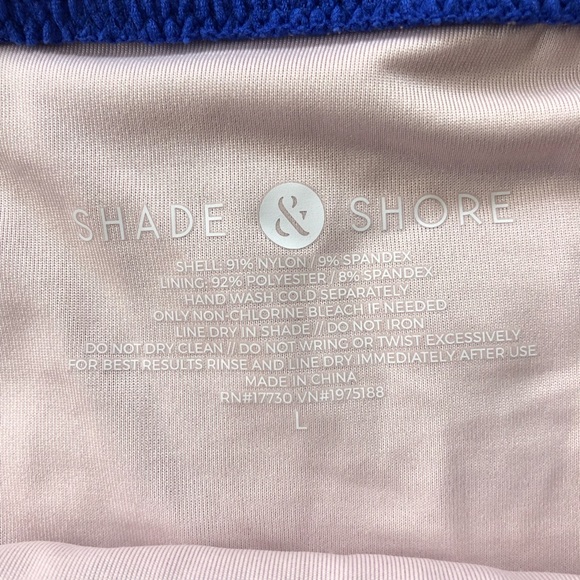 SHADE & SHORE
SHELL: 91% NYLON / 9% SPANDEX
LINING: 92% POLYESTER / 8% SPANDEX
HAND WASH COLD SEPARATELY
ONLY NON-CHLORINE BLEACH IF NEEDED
LINE DRY IN SHADE // DO NOT IRON
DO NOT DRY CLEAN // DO NOT WRING OR TWIST EXCESSIVELY
FOR BEST RESULTS RINSE AND LINE DRY IMMEDIATELY AFTER USE
MADE IN CHINA
RN#17730 VN#1975188
L